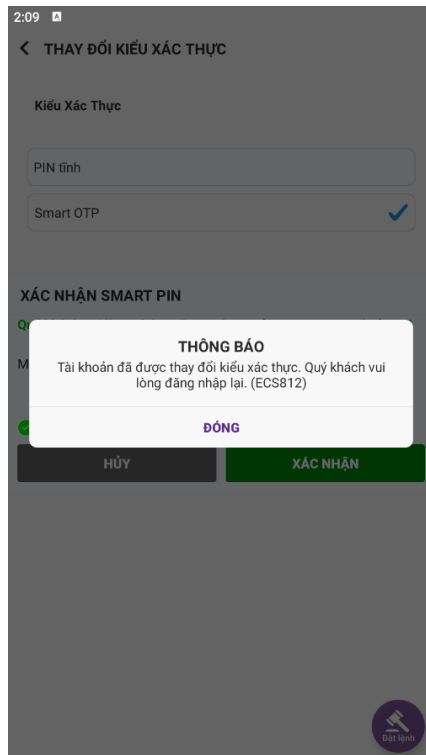 2:09 A
THAY ĐỔI KIỂU XÁC THỰC
Kiểu Xác Thực
PIN tĩnh
Smart OTP
XÁC NHẬN SMART PIN
THÔNG BÁO
Tài khoản đã được thay đổi kiểu xác thực. Quý khách vui
lòng đăng nhập lại. (ECS812)
ĐÓNG
HỦY
XÁC NHẬN
Đặt lệnh